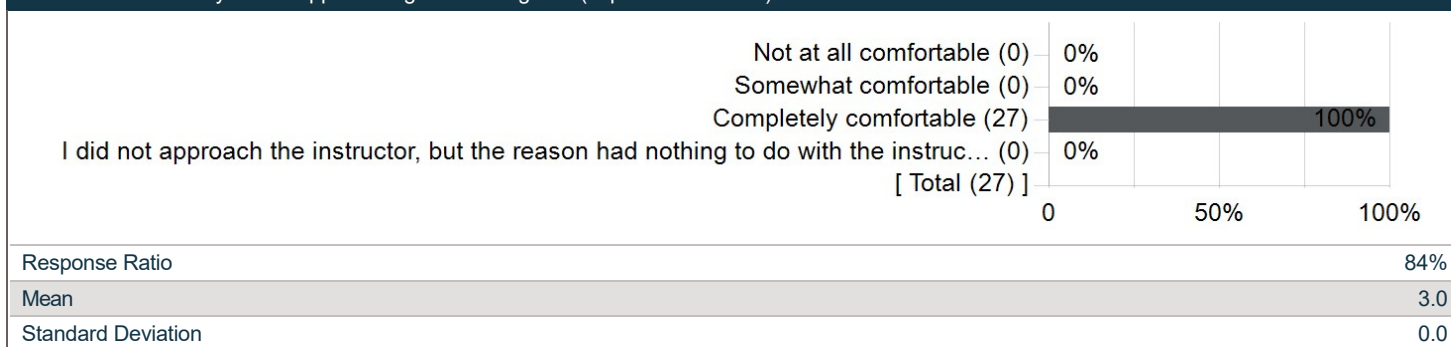 Not at all comfortable (0) 0%
Somewhat comfortable (0) 0%
Completely comfortable (27) 100%
I did not approach the instructor, but the reason had nothing to do with the instruc... (0) 0%
[ Total (27) ]
0 50% 100%
Response Ratio 84%
Mean 3.0
Standard Deviation 0.0